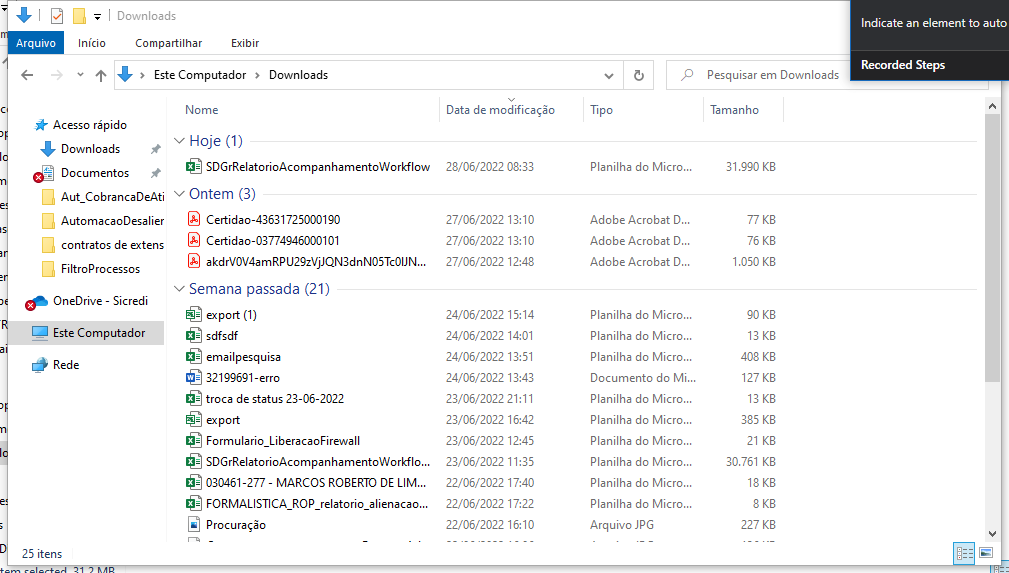 Downloads
Arquivo Início Compartilhar Exibir
Indicate an element to auto
Recorded Steps
Este Computador Downloads
Pesquisar em Downloads
Acesso rápido
Downloads
Documentos
Aut_CobrancaDeAti
AutomacaoDesalier
contratos de extens
FiltroProcessos
OneDrive - Sicredi
Este Computador
Rede
Nome Data de modificação Tipo Tamanho
Hoje (1)
SDGrRelatorioAcompanhamentoWorkflow 28/06/2022 08:33 Planilha do Micro... 31.990 KB
Ontem (3)
Certidao-43631725000190 27/06/2022 13:10 Adobe Acrobat D... 77 KB
Certidao-03774946000101 27/06/2022 13:10 Adobe Acrobat D... 76 KB
27/06/2022 12:48 Adobe Acrobat D... 1.050 KB
Semana passada (21)
export (1) 24/06/2022 15:14 Planilha do Micro... 90 KB
sdfsdf 24/06/2022 14:01 Planilha do Micro... 13 KB
emailpesquisa 24/06/2022 13:51 Planilha do Micro... 408 KB
32199691-erro 24/06/2022 13:43 Documento do Mi... 127 KB
troca de status 23-06-2022 23/06/2022 21:11 Planilha do Micro... 13 KB
export 23/06/2022 16:42 Planilha do Micro... 385 KB
Formulario_LiberacaoFirewall 23/06/2022 12:45 Planilha do Micro... 21 KB
SDGrRelatorioAcompanhamentoWorkflo... 23/06/2022 11:35 Planilha do Micro... 30.761 KB
030461-277 - MARCOS ROBERTO DE LIM... 22/06/2022 17:40 Planilha do Micro... 18 KB
FORMALISTICA_ROP_relatorio_alienacao... 22/06/2022 17:22 Planilha do Micro... 8 KB
Procuração 22/06/2022 16:10 Arquivo JPG 227 KB
25 itens
tem selected 31,2 MB